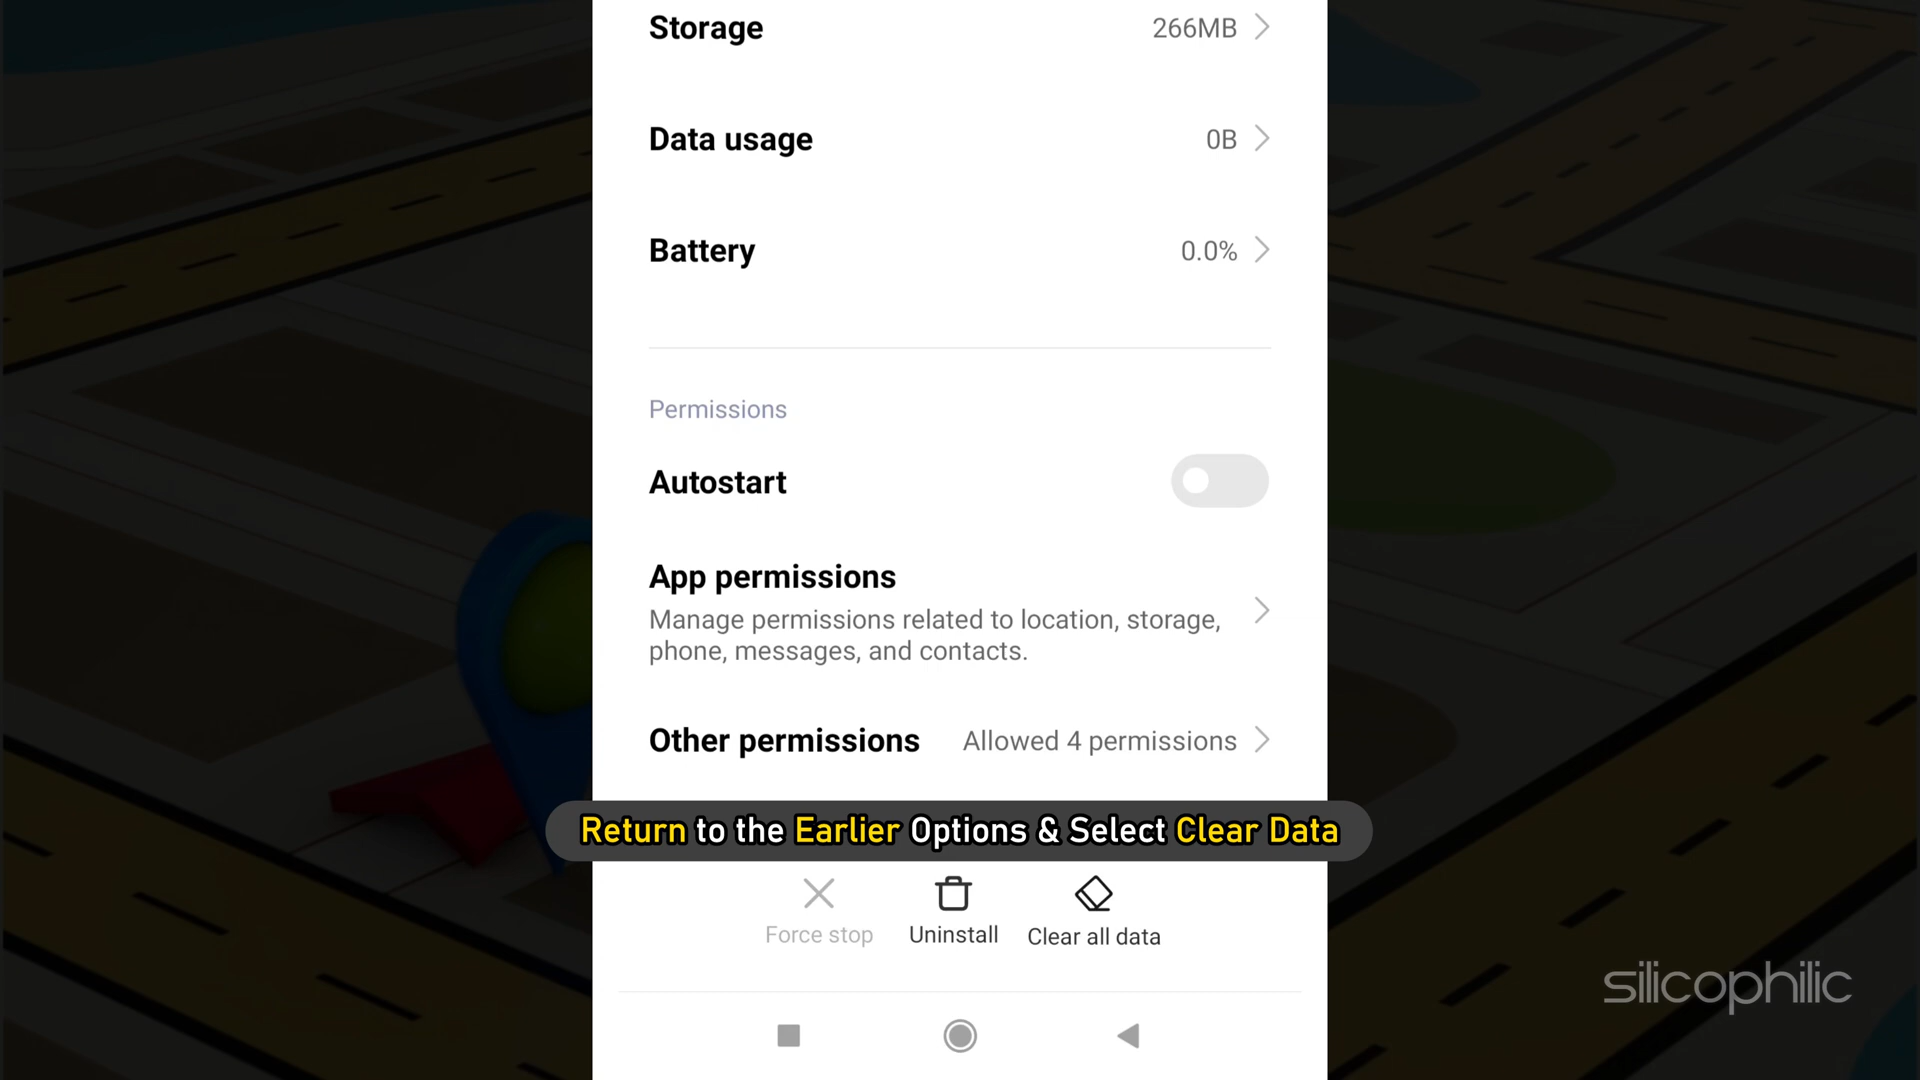 Storage 266MB
Data usage 0B
Battery 0.0%
Permissions
Autostart
App permissions
Manage permissions related to location, storage,
phone, messages, and contacts.
Other permissions Allowed 4 permissions
Return to the Earlier Options & Select Clear Data
Force stop Uninstall Clear all data
silicophilic